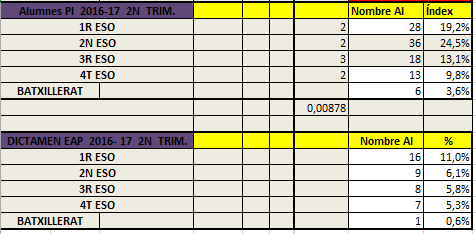 Alumnes PI 2016-17 2N TRIM. Nombre Al Índex
1R ESO 2 28 19,2%
2N ESO 2 36 24,5%
3R ESO 3 18 13,1%
4T ESO 2 13 9,8%
BATXILLERAT 6 3,6%
0,00878
DICTAMEN EAP 2016- 17 2N TRIM. Nombre Al %
1R ESO 16 11,0%
2N ESO 9 6,1%
3R ESO 8 5,8%
4T ESO 7 5,3%
BATXILLERAT 1 0,6%